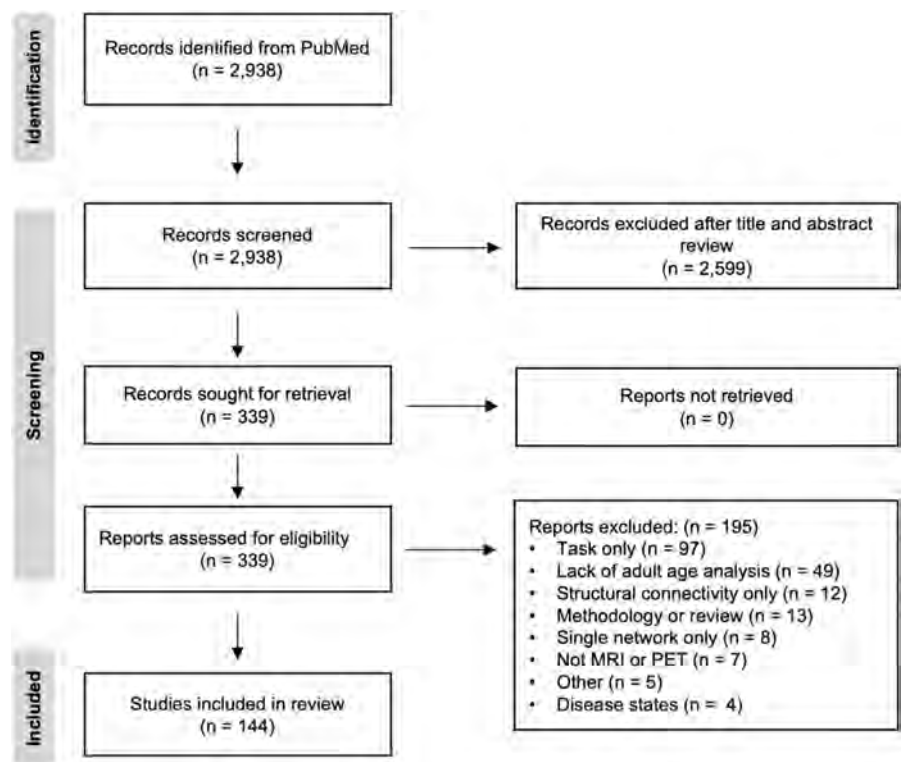 Identification
Records identified from PubMed
(n = 2,938)
Screening
Records screened
(n = 2,938)
Records excluded after title and abstract
review
(n = 2,599)
Records sought for retrieval
(n = 339)
Reports not retrieved
(n = 0)
Reports assessed for eligibility
(n = 339)
Reports excluded: (n = 195)
• Task only (n = 97)
• Lack of adult age analysis (n = 49)
• Structural connectivity only (n = 12)
• Methodology or review (n = 13)
• Single network only (n = 8)
• Not MRI or PET (n = 7)
• Other (n = 5)
• Disease states (n = 4)
Included
Studies included in review
(n = 144)